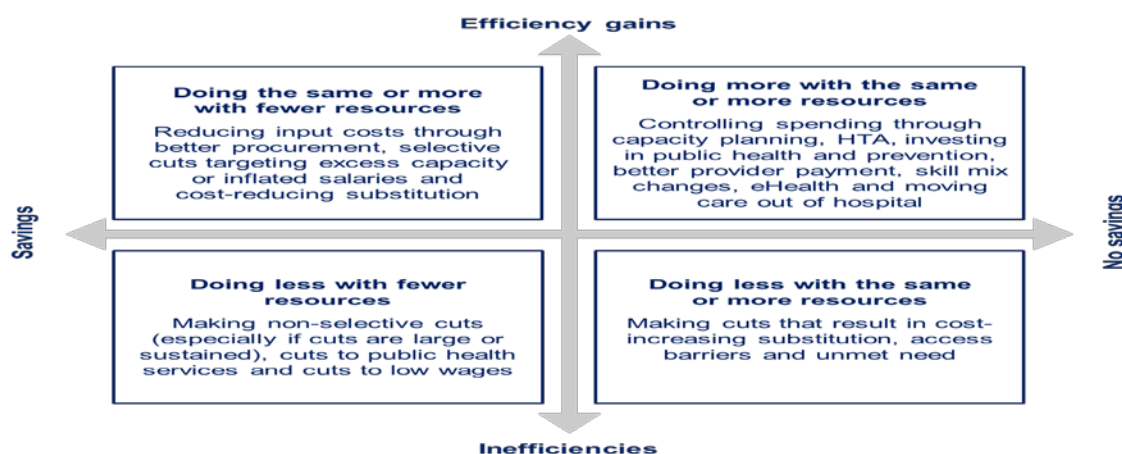 Efficiency gains
Doing the same or more
with fewer resources
Reducing input costs through
better procurement, selective
cuts targeting excess capacity
or inflated salaries and
cost-reducing substitution
Doing more with the same
or more resources
Controlling spending through
capacity planning, HTA, investing
in public health and prevention,
better provider payment, skill mix
changes, eHealth and moving
care out of hospital
Savings
No savings
Doing less with fewer
resources
Making non-selective cuts
(especially if cuts are large or
sustained), cuts to public health
services and cuts to low wages
Doing less with the same
or more resources
Making cuts that result in cost-
increasing substitution, access
barriers and unmet need
Inefficiencies